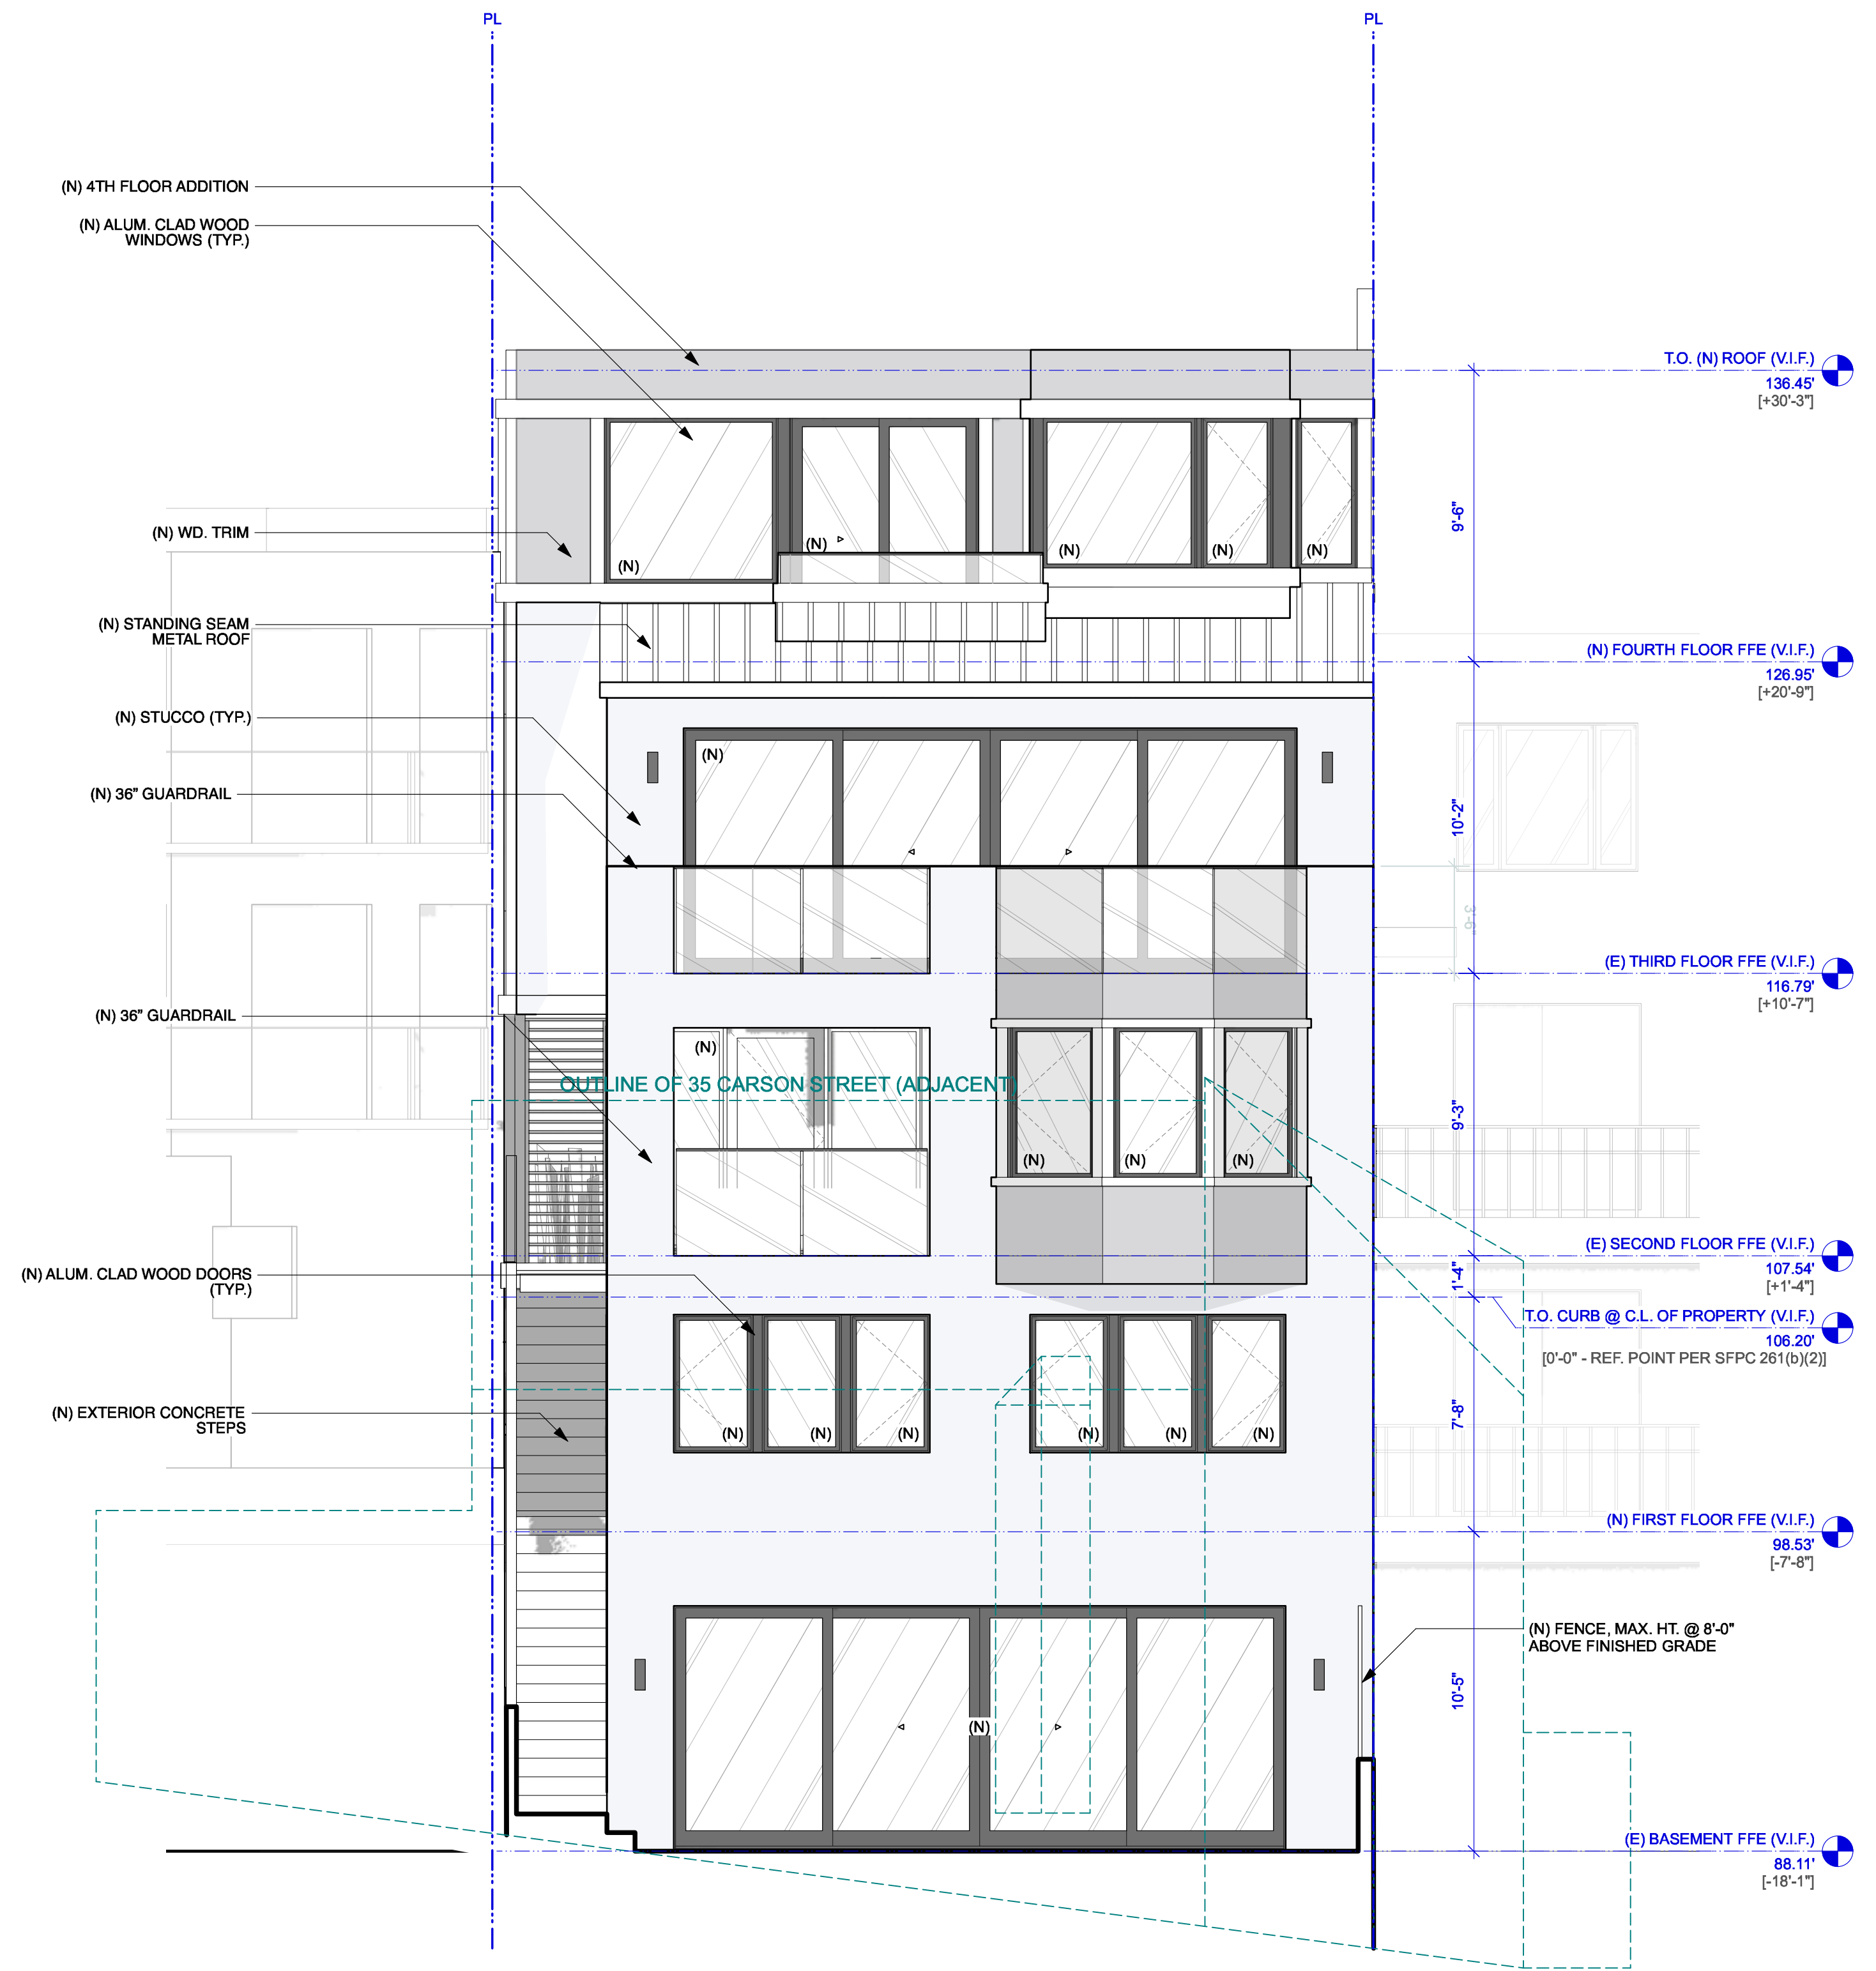 PL
PL
(N) 4TH FLOOR ADDITION
(N) ALUM. CLAD WOOD
WINDOWS (TYP.)
(N) WD. TRIM
(N) STANDING SEAM
METAL ROOF
(N) STUCCO (TYP.)
(N) 36" GUARDRAIL
(N) 36" GUARDRAIL
(N) ALUM. CLAD WOOD DOORS
(TYP.)
(N) EXTERIOR CONCRETE
STEPS
(N)
(N)
(N)
(N)
(N)
(N)
(N)
OUTLINE OF 35 CARSON STREET (ADJACENT)
(N)
(N)
(N)
(N)
(N)
(N)
(N)
(N)
(N)
(N)
9'-6"
10'-2"
3'-6"
9'-3"
1'-4"
7'-8"
10'-5"
T.O. (N) ROOF (V.I.F.)
136.45'
[+30'-3"]
(N) FOURTH FLOOR FFE (V.I.F.)
126.95'
[+20'-9"]
(E) THIRD FLOOR FFE (V.I.F.)
116.79'
[+10'-7"]
(E) SECOND FLOOR FFE (V.I.F.)
107.54'
[+1'-4"]
T.O. CURB @ C.L. OF PROPERTY (V.I.F.)
106.20'
[0'-0" - REF. POINT PER SFPC 261(b)(2)]
(N) FIRST FLOOR FFE (V.I.F.)
98.53'
[-7'-8"]
(N) FENCE, MAX. HT. @ 8'-0"
ABOVE FINISHED GRADE
(E) BASEMENT FFE (V.I.F.)
88.11'
[-18'-1"]